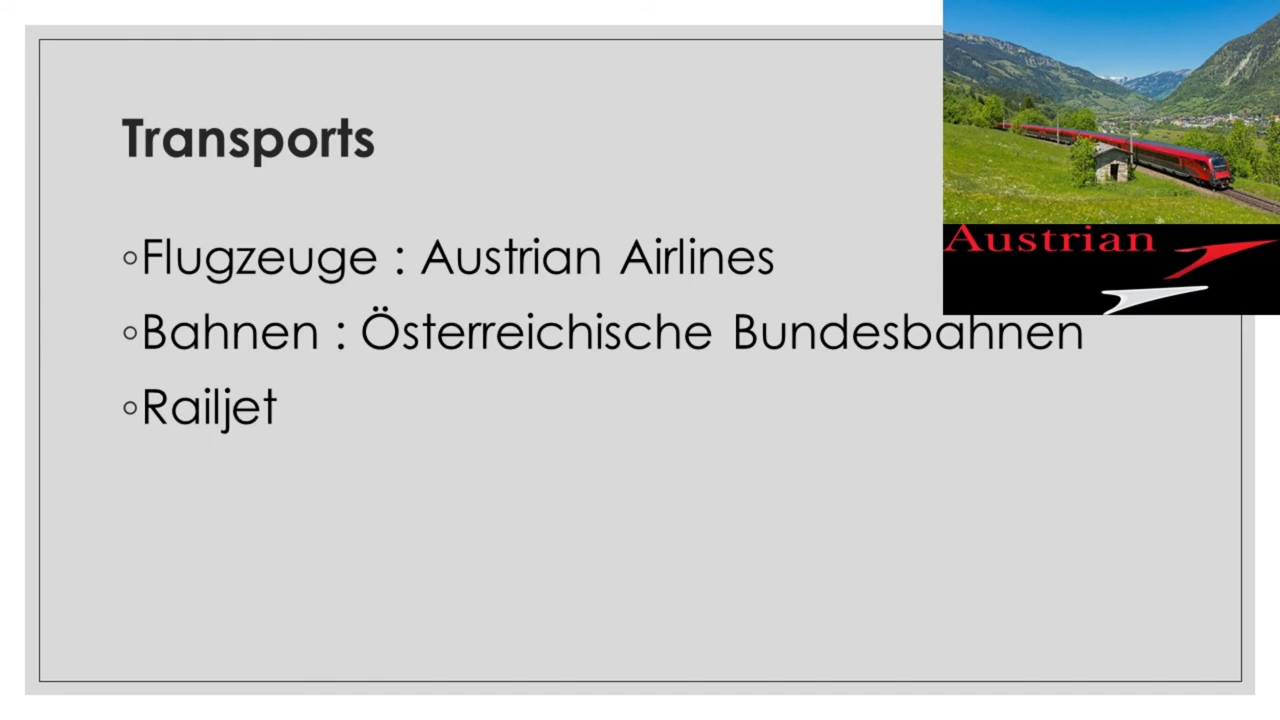 Transports
◦Flugzeuge : Austrian Airlines
◦Bahnen : Österreichische Bundesbahnen
◦Railjet
Austrian